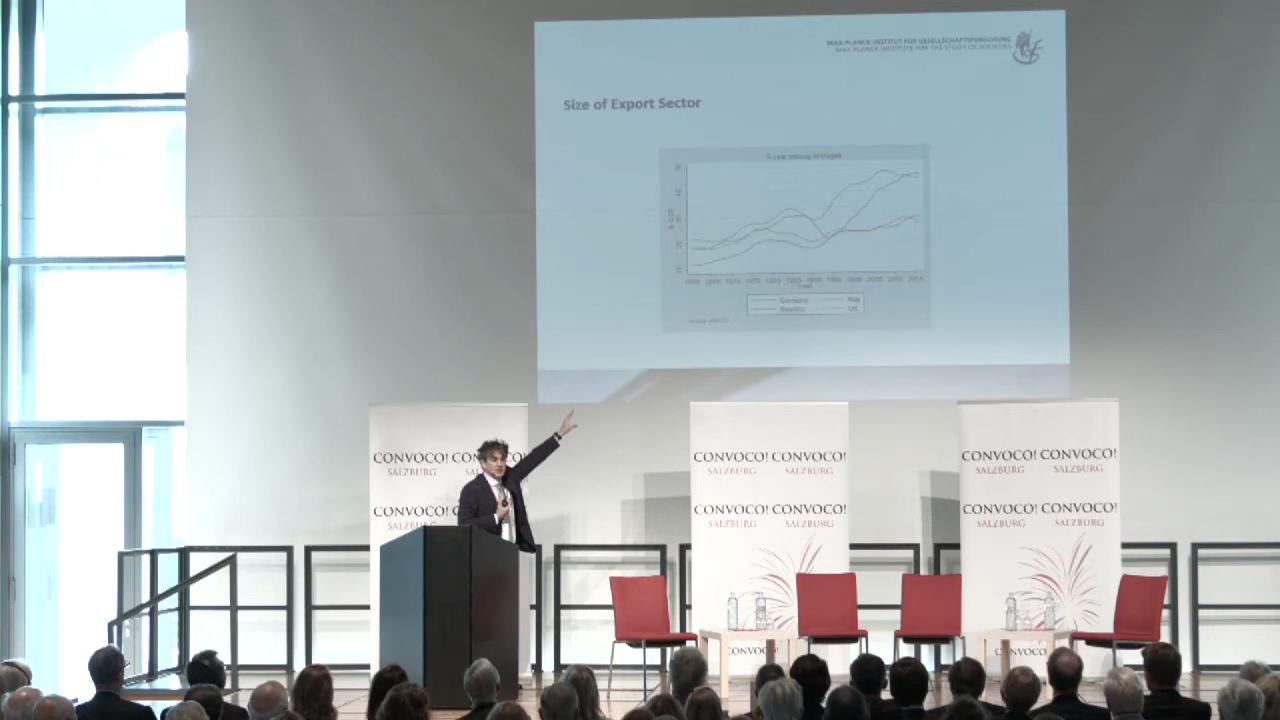 MAX-PLANCK-INSTITUT FÜR GESELLSCHAFTSFORSCHUNG
MAX-PLANCK-INSTITUTE FOR THE STUDY OF SOCIETIES
Size of Export Sector
5 year moving averages
Germany
Italy
Sweden
UK
CONVOCO! CONVOCO!
SALZBURG
CONVOCO!
SALZBURG
CONVOCO! CONVOCO!
SALZBURG SALZBURG
CONVOCO! CONVOCO!
SALZBURG SALZBURG
CONVOCO!
CONVOCO! CONVOCO!
SALZBURG SALZBURG
CONVOCO! CONVOCO!
SALZBURG SALZBURG
CONVOCO